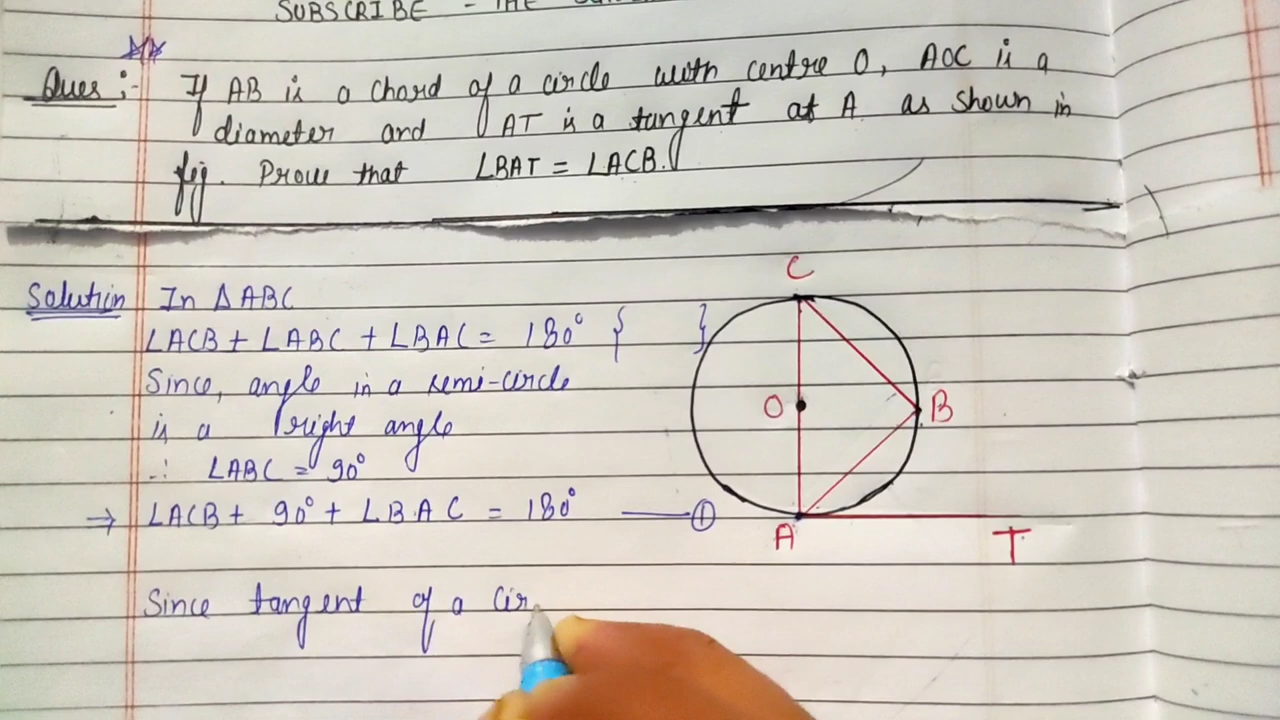 SUBSCRIBE - THE
Ques :- If AB is a chord of a circle with centre O, AOC is a
diameter and AT is a tangent at A as shown in
fig. Prove that ∠BAT = ∠ACB.
Solution In ΔABC
∠ACB + ∠ABC + ∠BAC = 180° { }
Since, angle in a semi-circle
is a right angle
∴ ∠ABC = 90°
⇒ ∠ACB + 90° + ∠BAC = 180° —— ①
Since tangent of a Cir
C
O
B
A
T